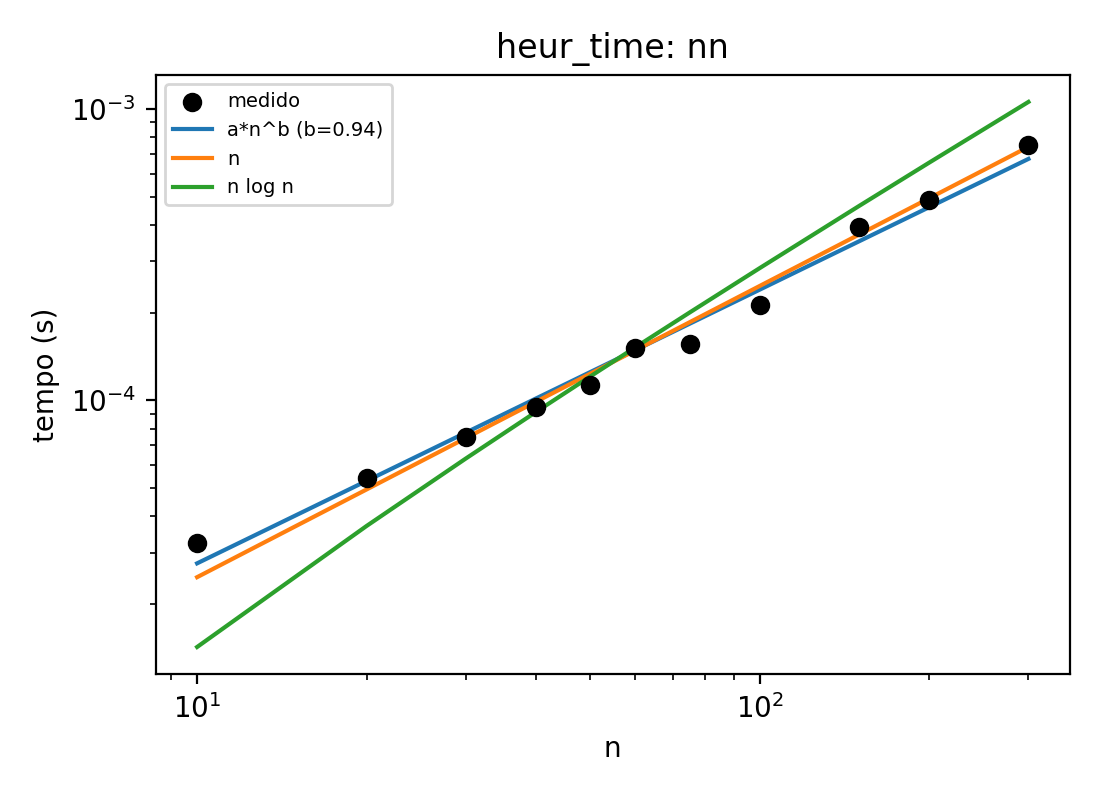 heur_time: nn
medido
a*n^b (b=0.94)
n
n log n
10^{-3}
10^{-4}
tempo (s)
10^{1}
10^{2}
n